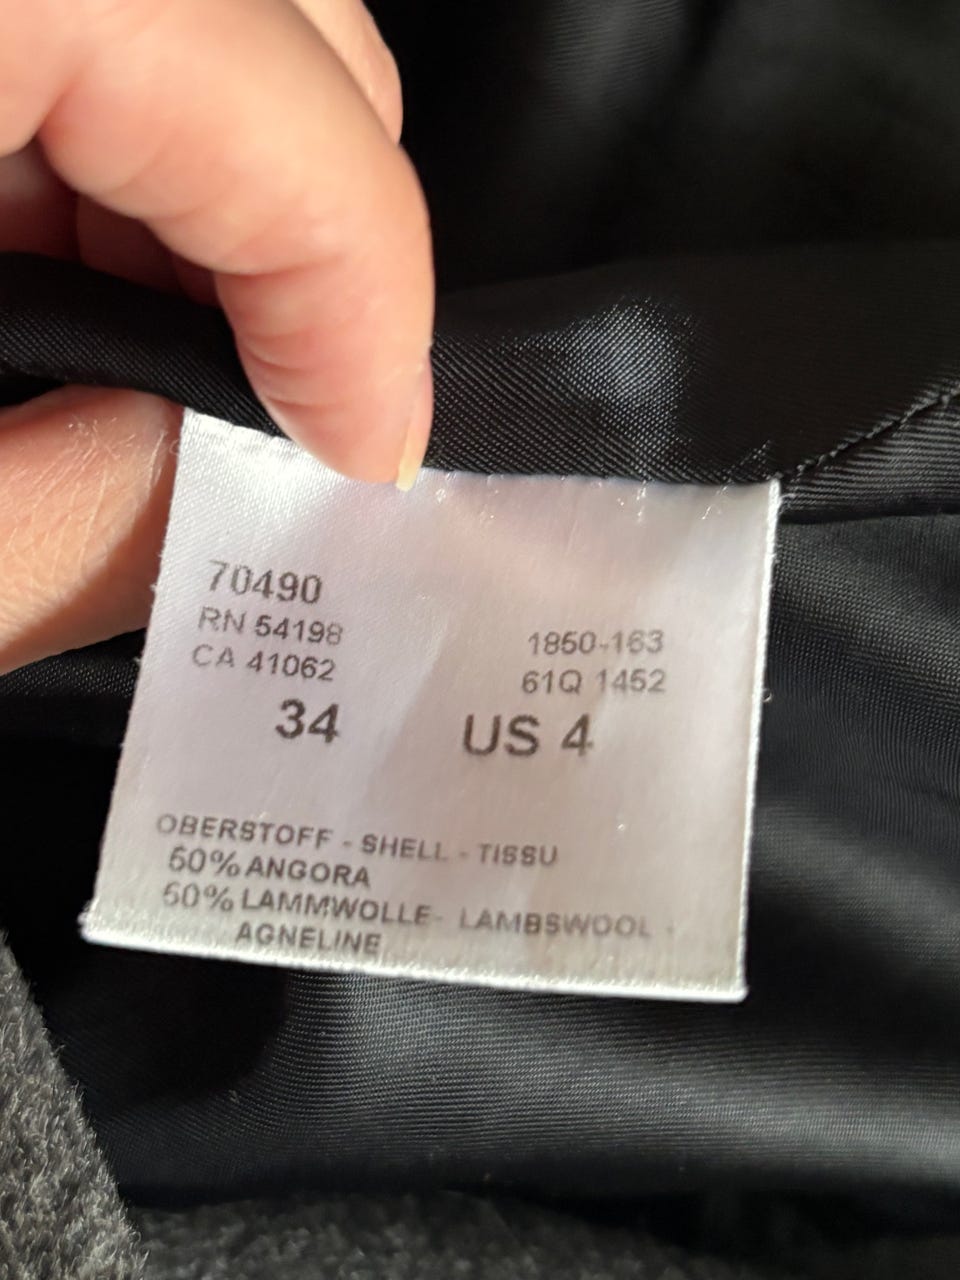 70490
RN 54198
CA 41062
1850-163
61Q 1452
34 US 4
OBERSTOFF - SHELL - TISSU
50% ANGORA
50% LAMMWOLLE - LAMBSWOOL -
AGNELINE